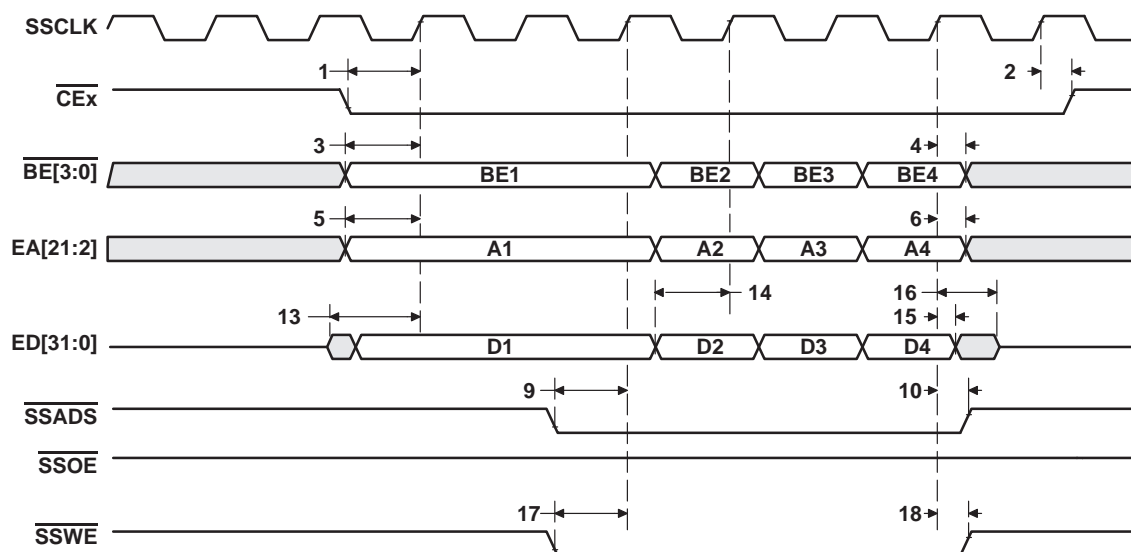 SSCLK
1 2
CEx
3 4
BE[3:0] BE1 BE2 BE3 BE4
5 6
EA[21:2] A1 A2 A3 A4
14 16
13 15
ED[31:0] D1 D2 D3 D4
9 10
SSADS
SSOE
17 18
SSWE